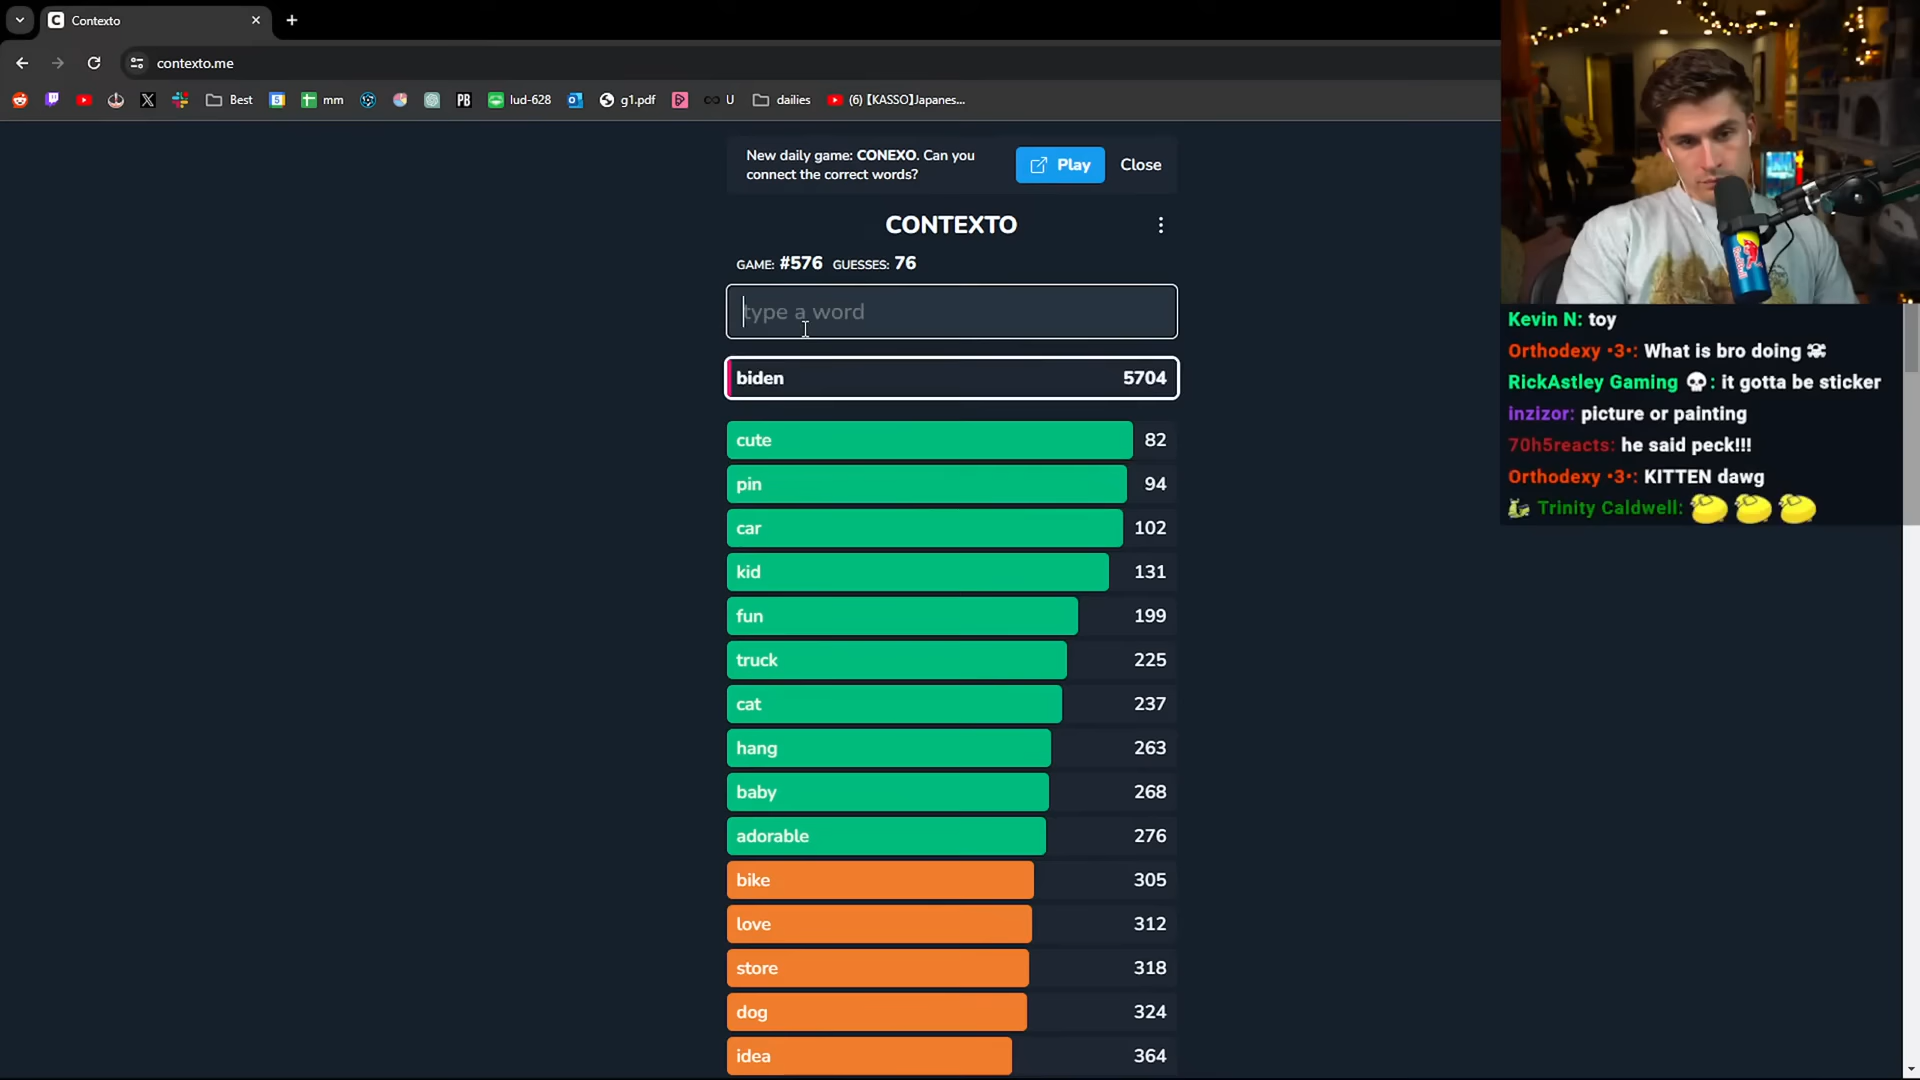 Contexto
contexto.me
Best
mm
PB
lud-628
g1.pdf
U
dailies
(6)【KASSO】Japanes...
New daily game: CONEXO. Can you
connect the correct words?
Play
Close
CONTEXTO
GAME: #576 GUESSES: 76
type a word
biden 5704
cute 82
pin 94
car 102
kid 131
fun 199
truck 225
cat 237
hang 263
baby 268
adorable 276
bike 305
love 312
store 318
dog 324
idea 364
Kevin N: toy
Orthodexy •3•: What is bro doing ☠
RickAstley Gaming 💀: it gotta be sticker
inzizor: picture or painting
70h5reacts: he said peck!!!
Orthodexy •3•: KITTEN dawg
Trinity Caldwell: